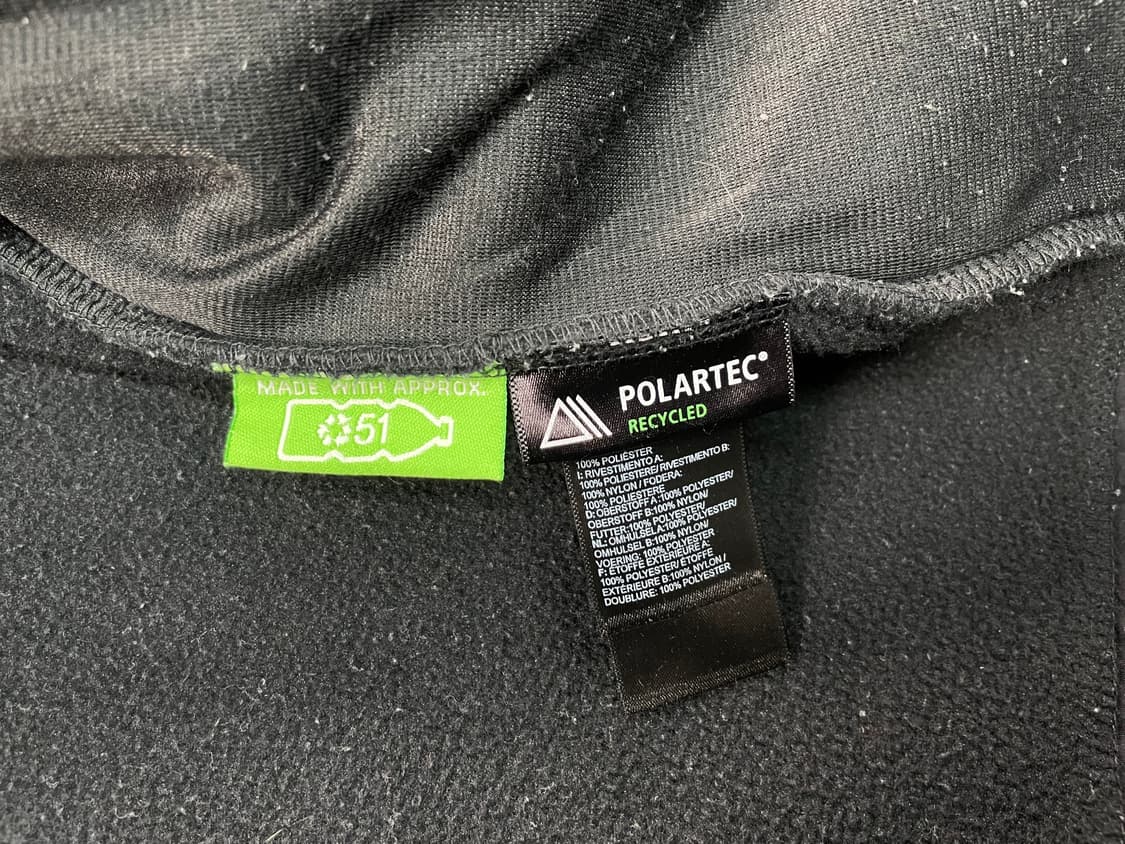 MADE WITH APPROX.
51
POLARTEC®
RECYCLED
100% POLIÉSTER
I: RIVESTIMENTO A:
100% POLIESTERE/ RIVESTIMENTO B:
100% NYLON / FODERA:
100% POLIESTERE
D: OBERSTOFF A :100% POLYESTER/
OBERSTOFF B:100% NYLON/
FUTTER:100% POLYESTER/
NL: OMHULSELA:100% POLYESTER/
OMHULSEL B:100% NYLON/
VOERING: 100% POLYESTER
F: ÉTOFFE EXTÉRIEURE A:
100% POLYESTER/ ÉTOFFE
EXTÉRIEURE B:100% NYLON /
DOUBLURE: 100% POLYESTER